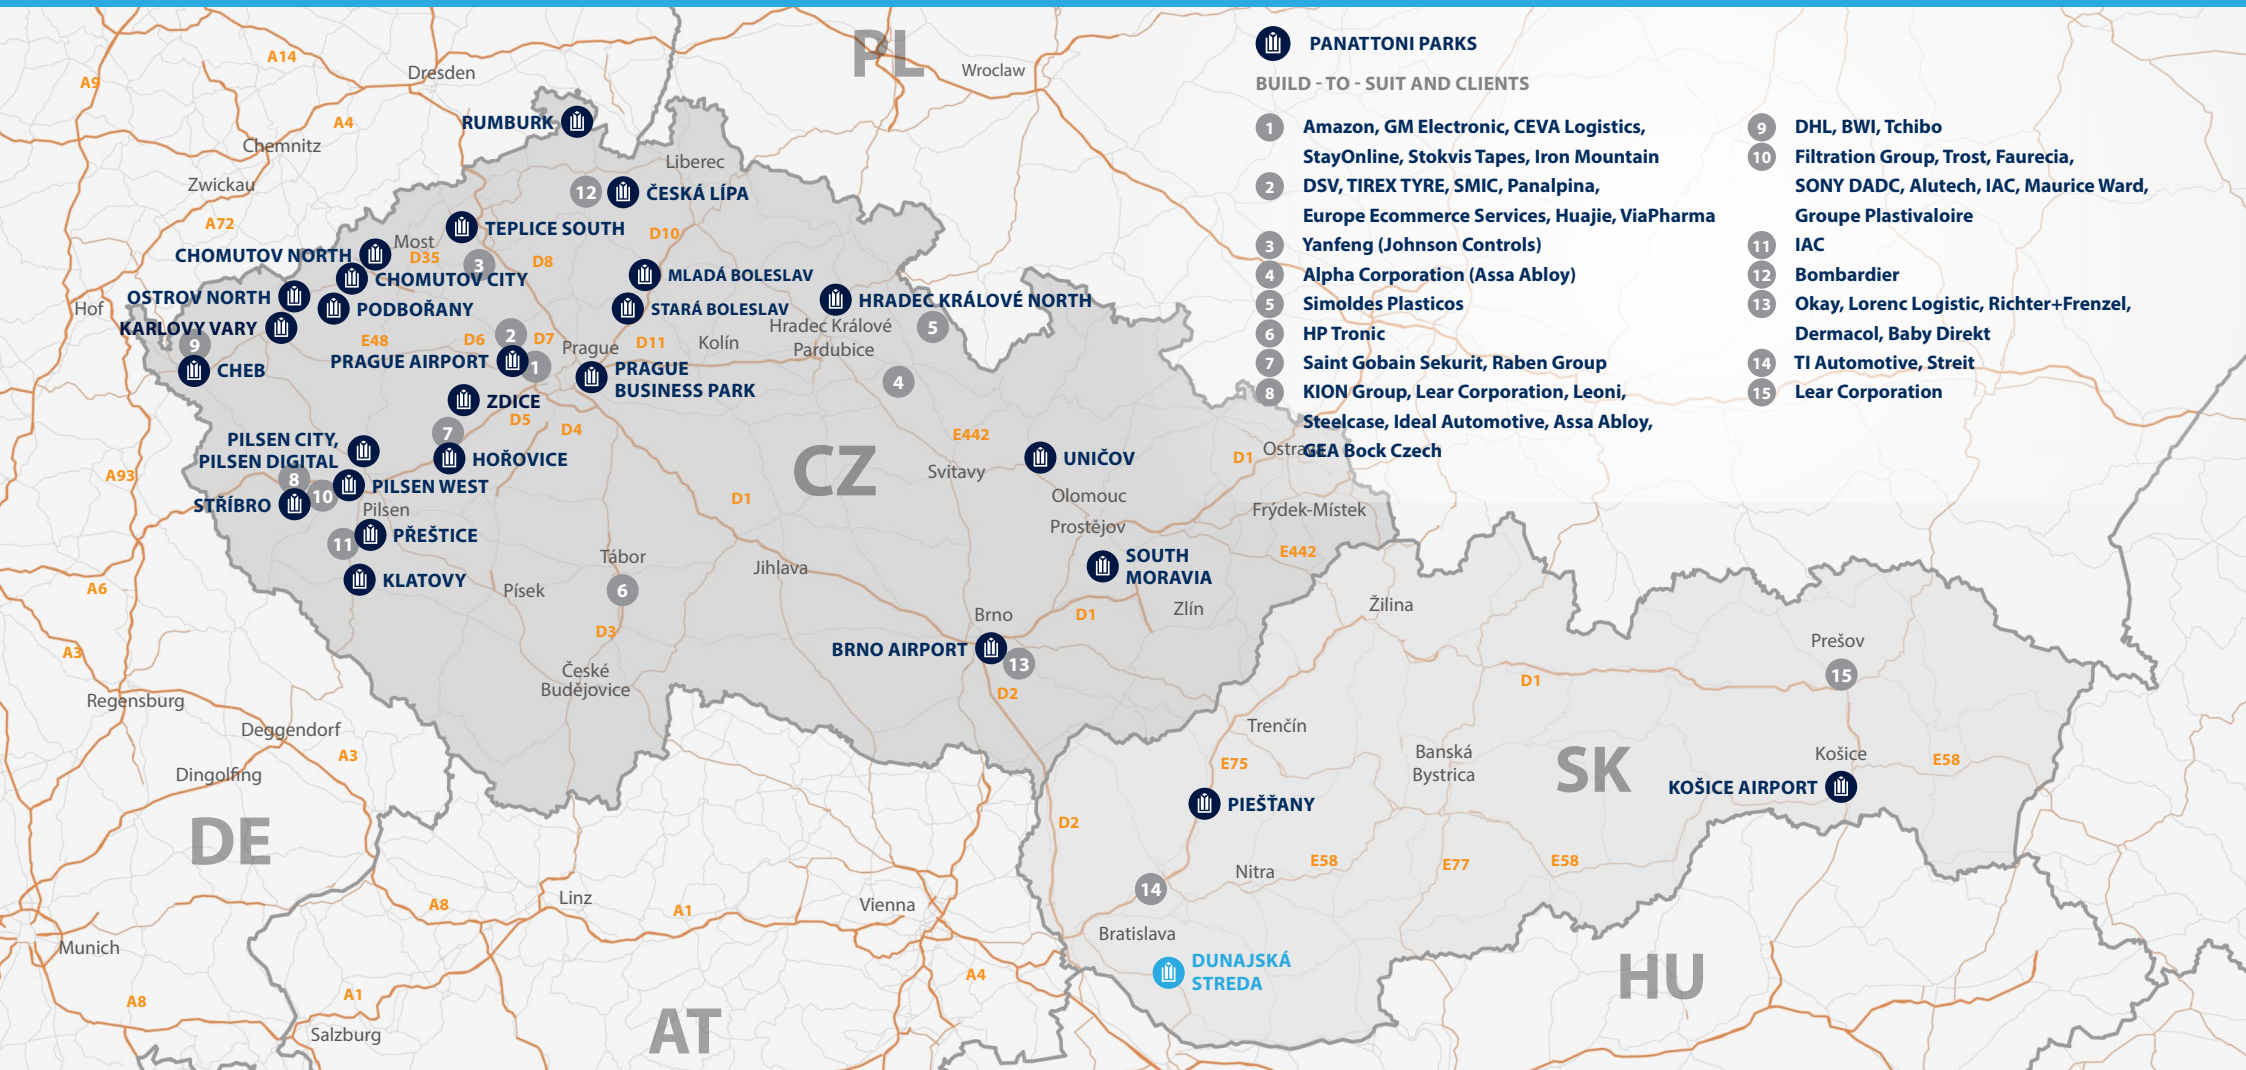 PANATTONI PARKS
BUILD - TO - SUIT AND CLIENTS
1 Amazon, GM Electronic, CEVA Logistics,
StayOnline, Stokvis Tapes, Iron Mountain
2 DSV, TIREX TYRE, SMIC, Panalpina,
Europe Ecommerce Services, Huajie, ViaPharma
3 Yanfeng (Johnson Controls)
4 Alpha Corporation (Assa Abloy)
5 Simoldes Plasticos
6 HP Tronic
7 Saint Gobain Sekurit, Raben Group
8 KION Group, Lear Corporation, Leoni,
Steelcase, Ideal Automotive, Assa Abloy,
GEA Bock Czech
9 DHL, BWI, Tchibo
10 Filtration Group, Trost, Faurecia,
SONY DADC, Alutech, IAC, Maurice Ward,
Groupe Plastivaloire
11 IAC
12 Bombardier
13 Okay, Lorenc Logistic, Richter+Frenzel,
Dermacol, Baby Direkt
14 TI Automotive, Streit
15 Lear Corporation
PL
A14
Dresden
Wroclaw
A9
A4
RUMBURK
Chemnitz
Liberec
Zwickau
12
ČESKÁ LÍPA
A72
TEPLICE SOUTH
D10
Most
CHOMUTOV NORTH
D35
3
D8
CHOMUTOV CITY
MLADÁ BOLESLAV
OSTROV NORTH
PODBOŘANY
STARÁ BOLESLAV
HRADEC KRÁLOVÉ NORTH
Hof
KARLOVY VARY
Hradec Králové
5
9
E48
D6
2
D7
Prague
D11
Kolín
Pardubice
PRAGUE AIRPORT
1
CHEB
PRAGUE
BUSINESS PARK
4
ZDICE
D5
D4
7
E442
PILSEN CITY,
PILSEN DIGITAL
HOŘOVICE
CZ
UNIČOV
D1
Ostrava
A93
8
Svitavy
PILSEN WEST
10
STŘÍBRO
D1
Olomouc
Pilsen
Frýdek-Místek
Prostějov
PŘEŠTICE
11
E442
Tábor
SOUTH
MORAVIA
Jihlava
KLATOVY
A6
Písek
6
Žilina
Zlín
Brno
D1
D3
Prešov
A3
BRNO AIRPORT
13
České
Budějovice
15
D1
D2
Regensburg
Trenčín
Deggendorf
A3
Banská
Bystrica
Košice
E58
E75
SK
Dingolfing
KOŠICE AIRPORT
PIEŠŤANY
D2
DE
E58
E77
E58
Nitra
14
Linz
A8
A1
Vienna
Bratislava
Munich
DUNAJSKÁ
STREDA
A4
HU
A1
A8
AT
Salzburg